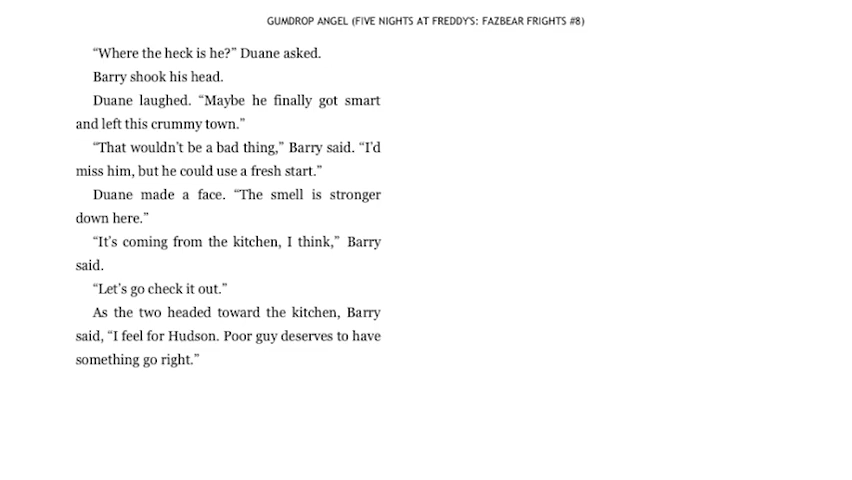 GUMDROP ANGEL (FIVE NIGHTS AT FREDDY'S: FAZBEAR FRIGHTS #8)
“Where the heck is he?” Duane asked.
Barry shook his head.
Duane laughed. “Maybe he finally got smart
and left this crummy town.”
“That wouldn’t be a bad thing,” Barry said. “I’d
miss him, but he could use a fresh start.”
Duane made a face. “The smell is stronger
down here.”
“It’s coming from the kitchen, I think,” Barry
said.
“Let’s go check it out.”
As the two headed toward the kitchen, Barry
said, “I feel for Hudson. Poor guy deserves to have
something go right.”